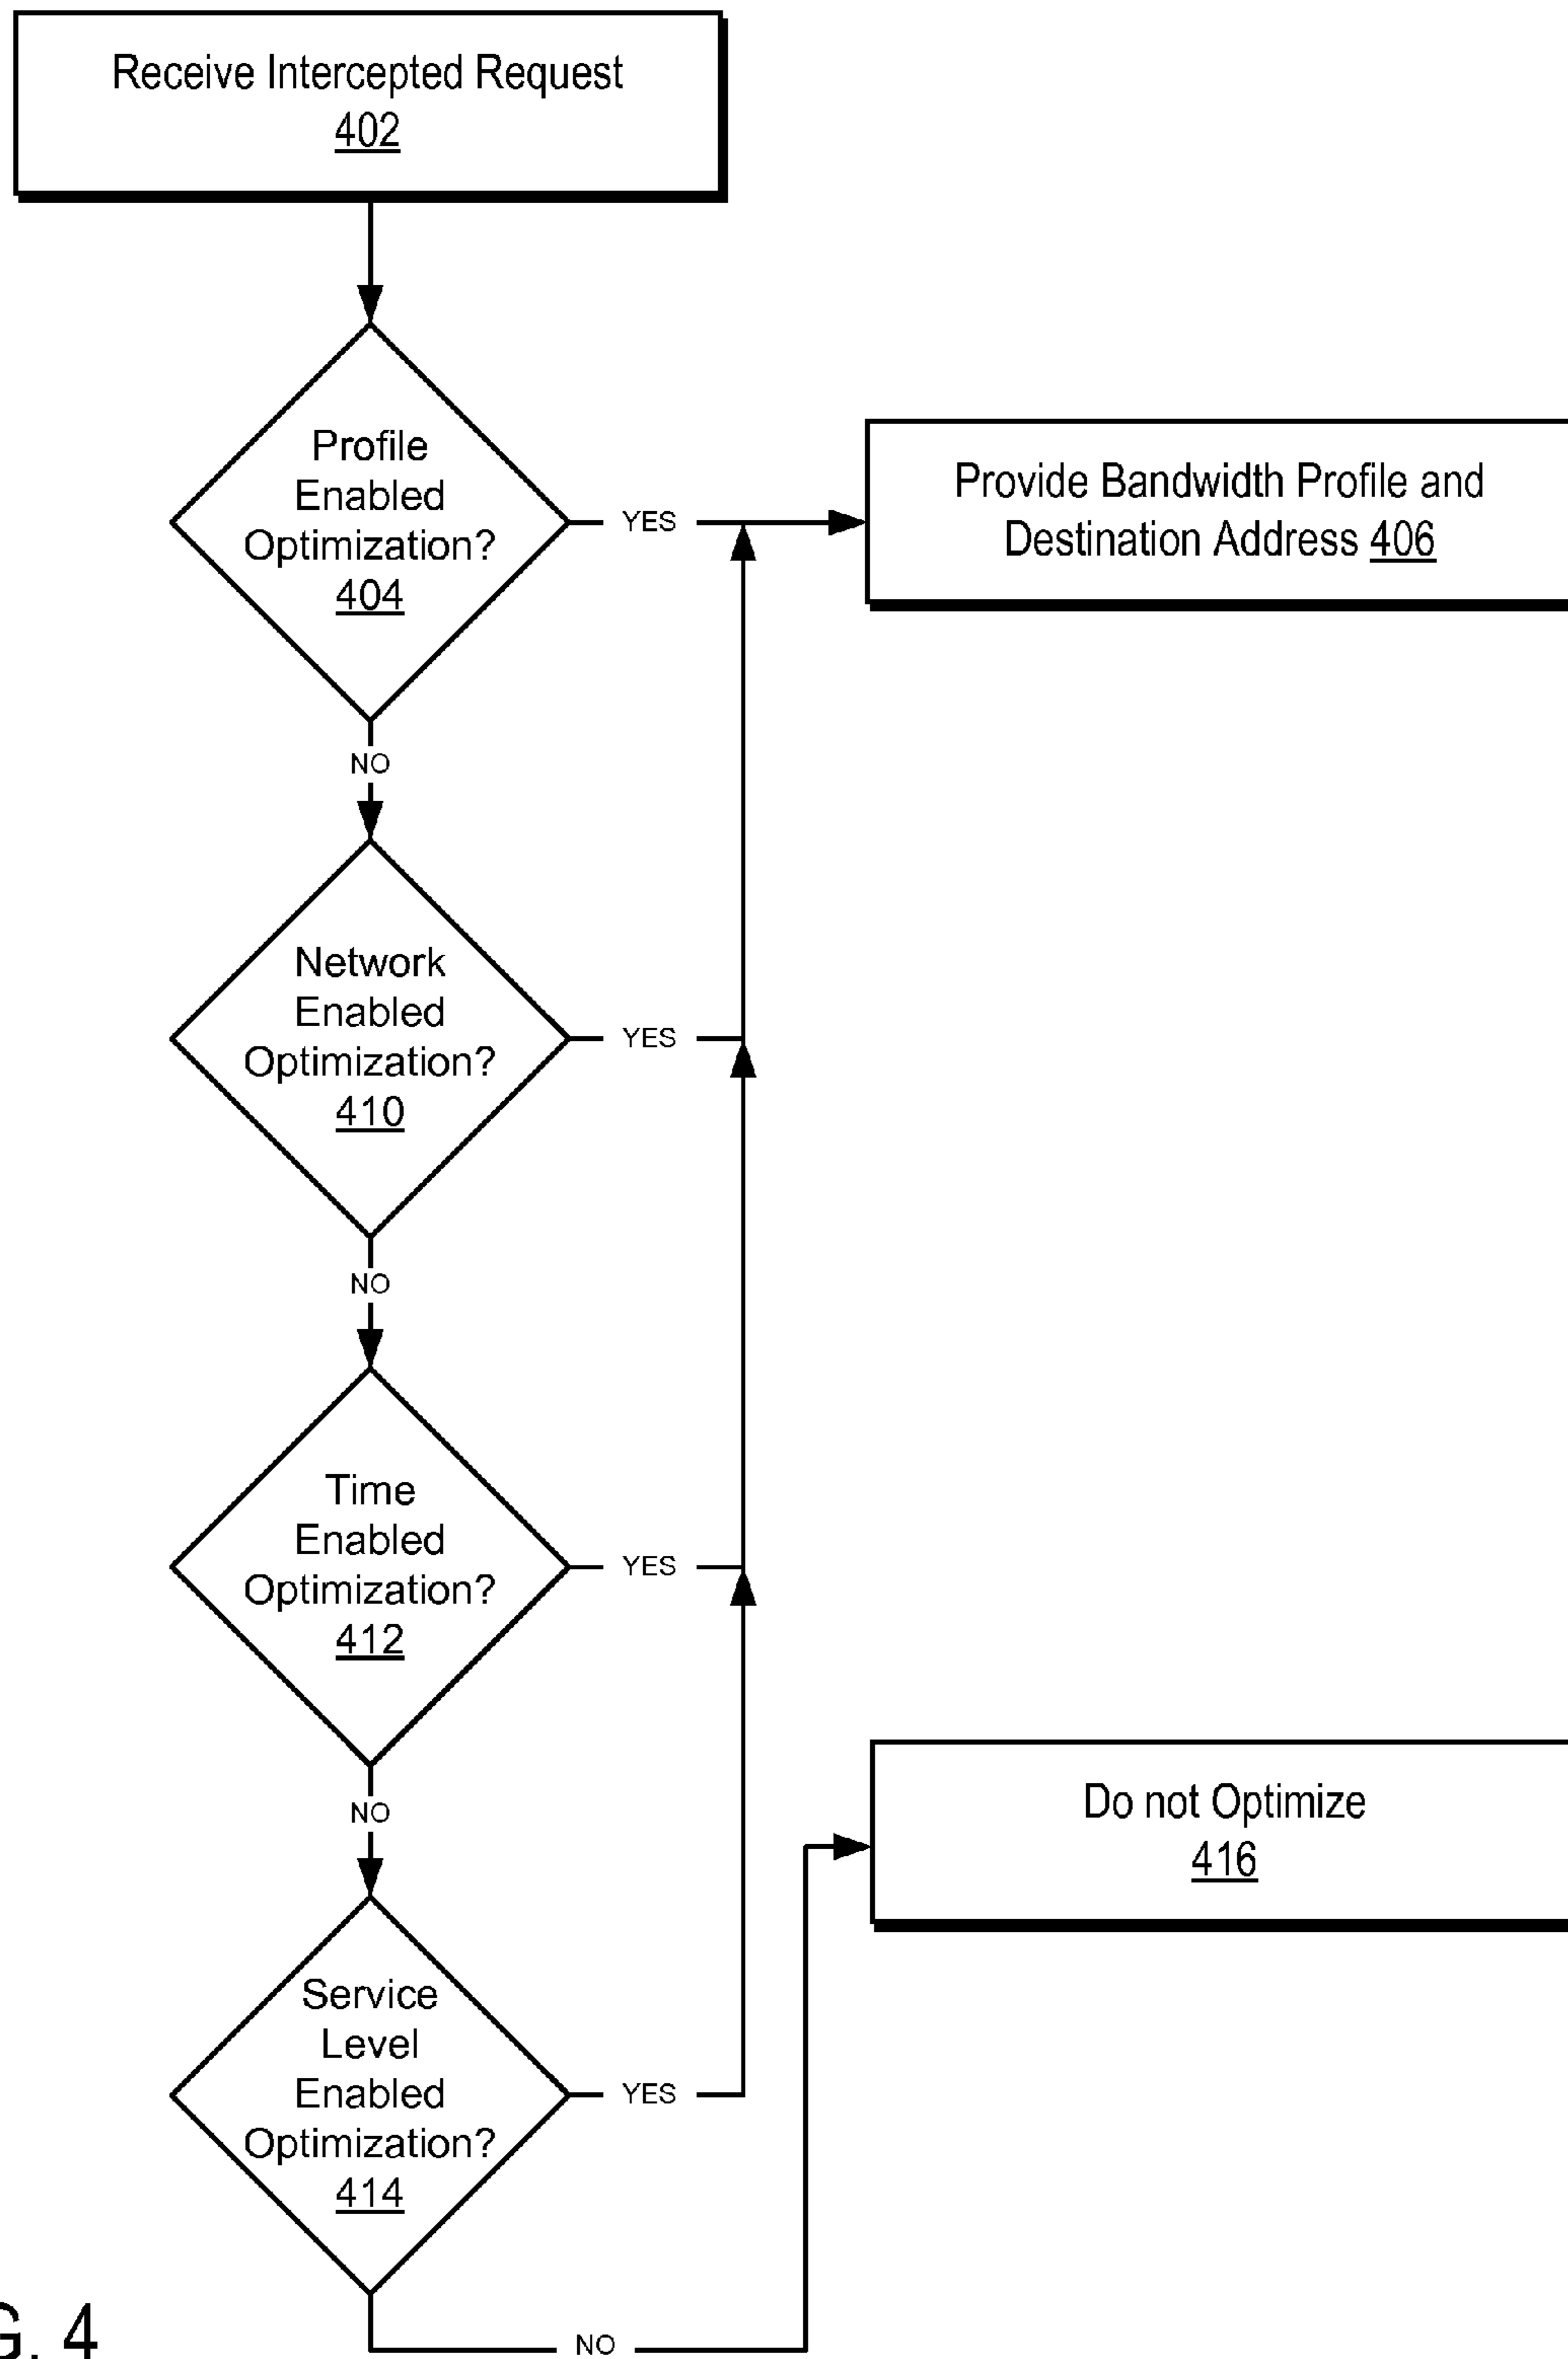 Receive Intercepted Request
402
Profile
Enabled
Optimization?
404
YES
Provide Bandwidth Profile and
Destination Address 406
NO
Network
Enabled
Optimization?
410
YES
NO
Time
Enabled
Optimization?
412
YES
NO
Do not Optimize
416
Service
Level
Enabled
Optimization?
414
YES
NO
G. 4